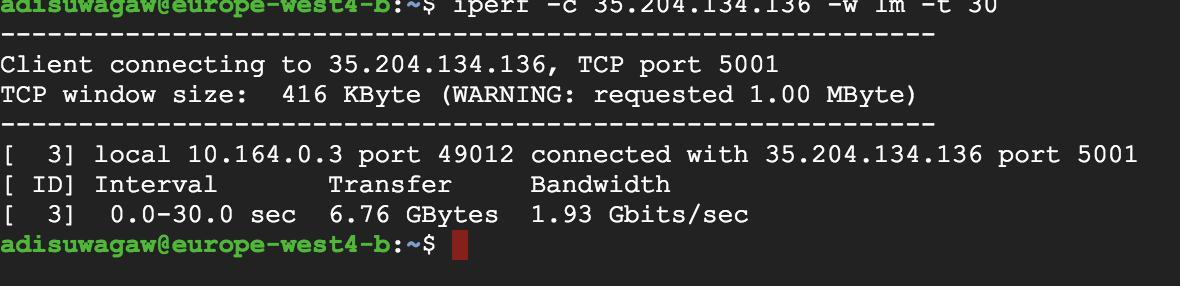 adisuwagaw@europe-west4-b:~$ iperf -c 35.204.134.136 -w 1m -t 30
------------------------------------------------------------
Client connecting to 35.204.134.136, TCP port 5001
TCP window size:  416 KByte (WARNING: requested 1.00 MByte)
------------------------------------------------------------
[  3] local 10.164.0.3 port 49012 connected with 35.204.134.136 port 5001
[ ID] Interval       Transfer     Bandwidth
[  3]  0.0-30.0 sec  6.76 GBytes  1.93 Gbits/sec
adisuwagaw@europe-west4-b:~$